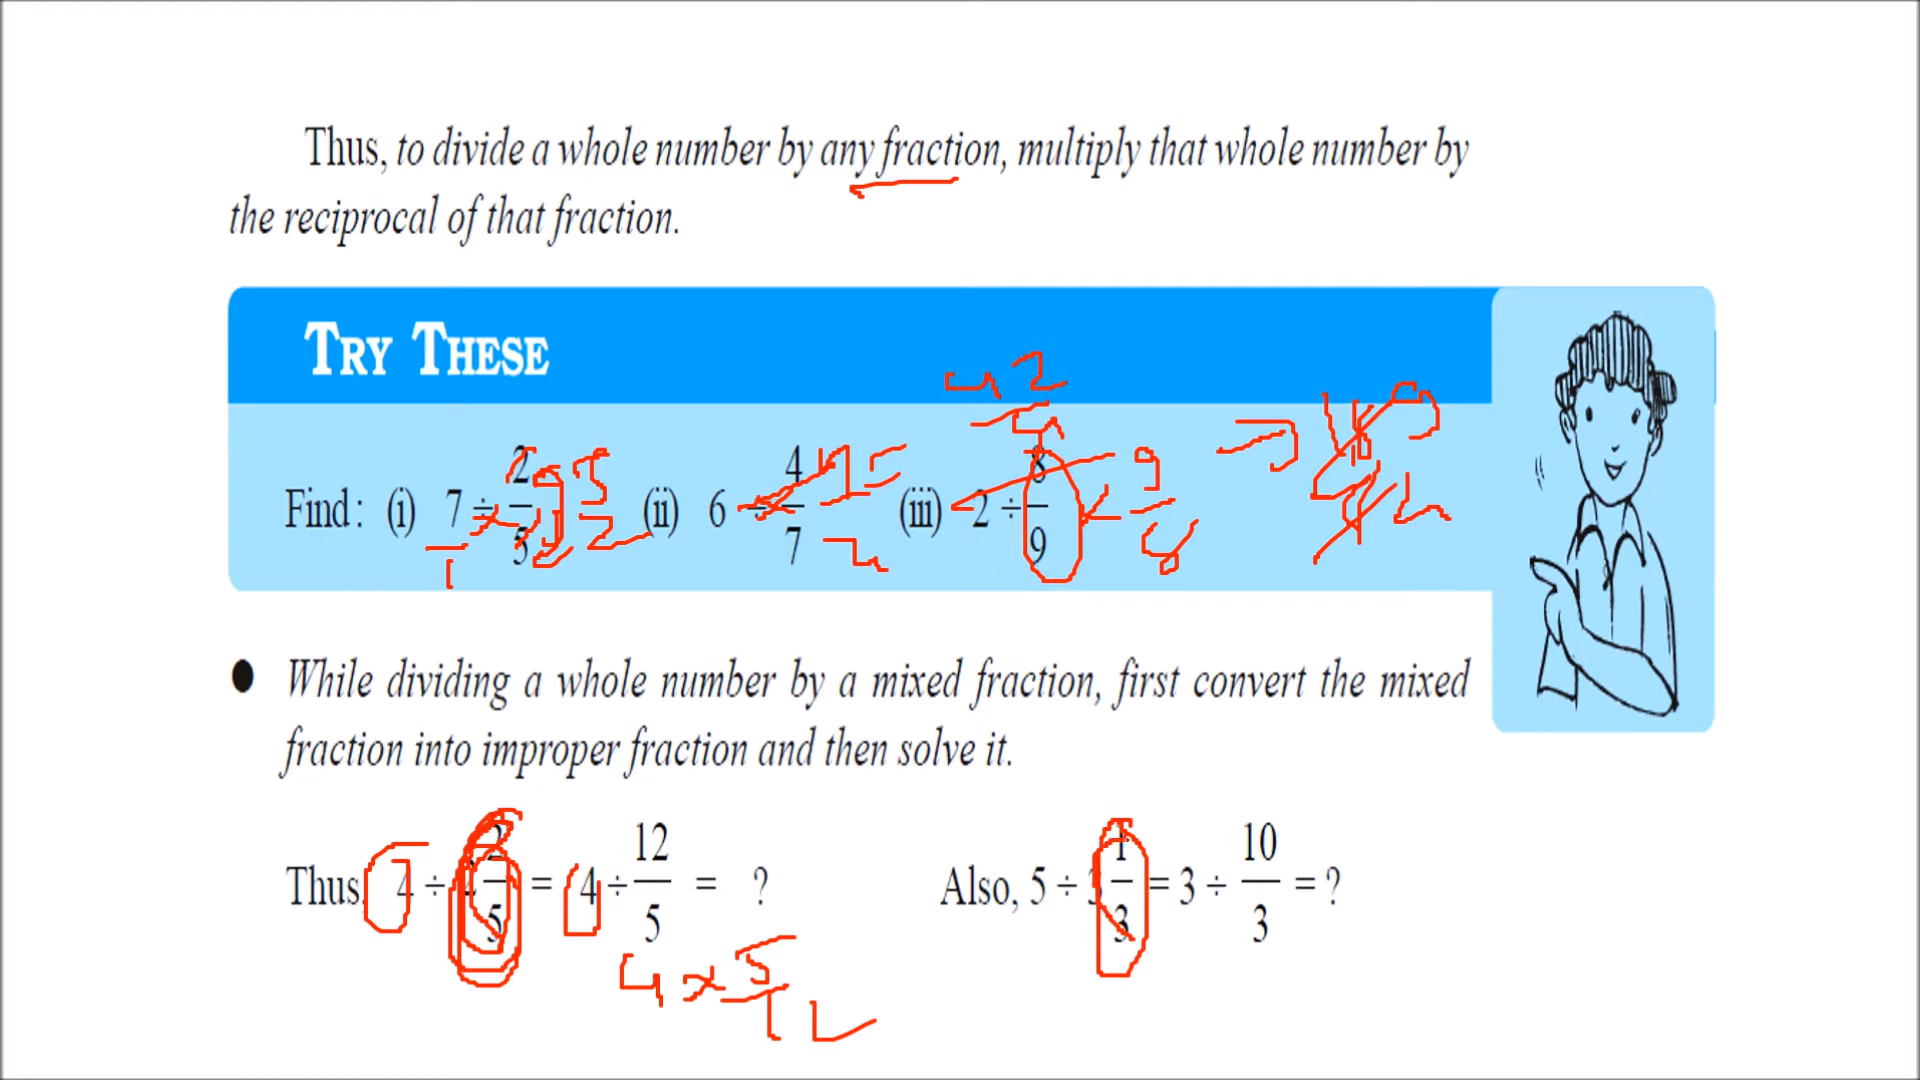 Thus, to divide a whole number by any fraction, multiply that whole number by
the reciprocal of that fraction.
TRY THESE
Find: (i) 7 ÷ 2/5 (ii) 6 ÷ 4/7 (iii) 2 ÷ 8/9
● While dividing a whole number by a mixed fraction, first convert the mixed
fraction into improper fraction and then solve it.
Thus, 4 ÷ 2 2/5 = 4 ÷ 12/5 = ? Also, 5 ÷ 3 1/3 = 3 ÷ 10/3 = ?
4 × 5/12